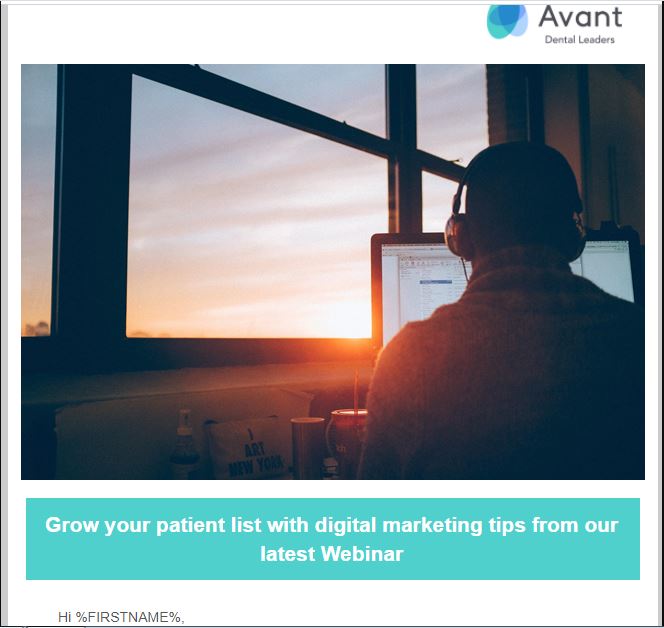 Avant
Dental Leaders
I
ART
NEW YORK
Grow your patient list with digital marketing tips from our
latest Webinar
Hi %FIRSTNAME%,